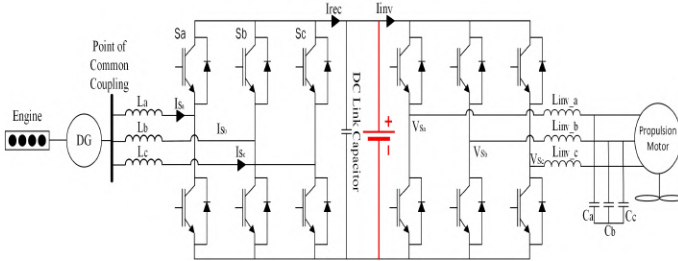 Engine
DG
Point of
Common
Coupling
La
Lb
Lc
Isa
Isb
Isc
Sa
Sb
Sc
Irec
Iinv
DC Link Capacitor
+
-
Vsa
Vsb
Vsc
Linv_a
Linv_b
Linv_c
Ca
Cb
Cc
Propulsion
Motor